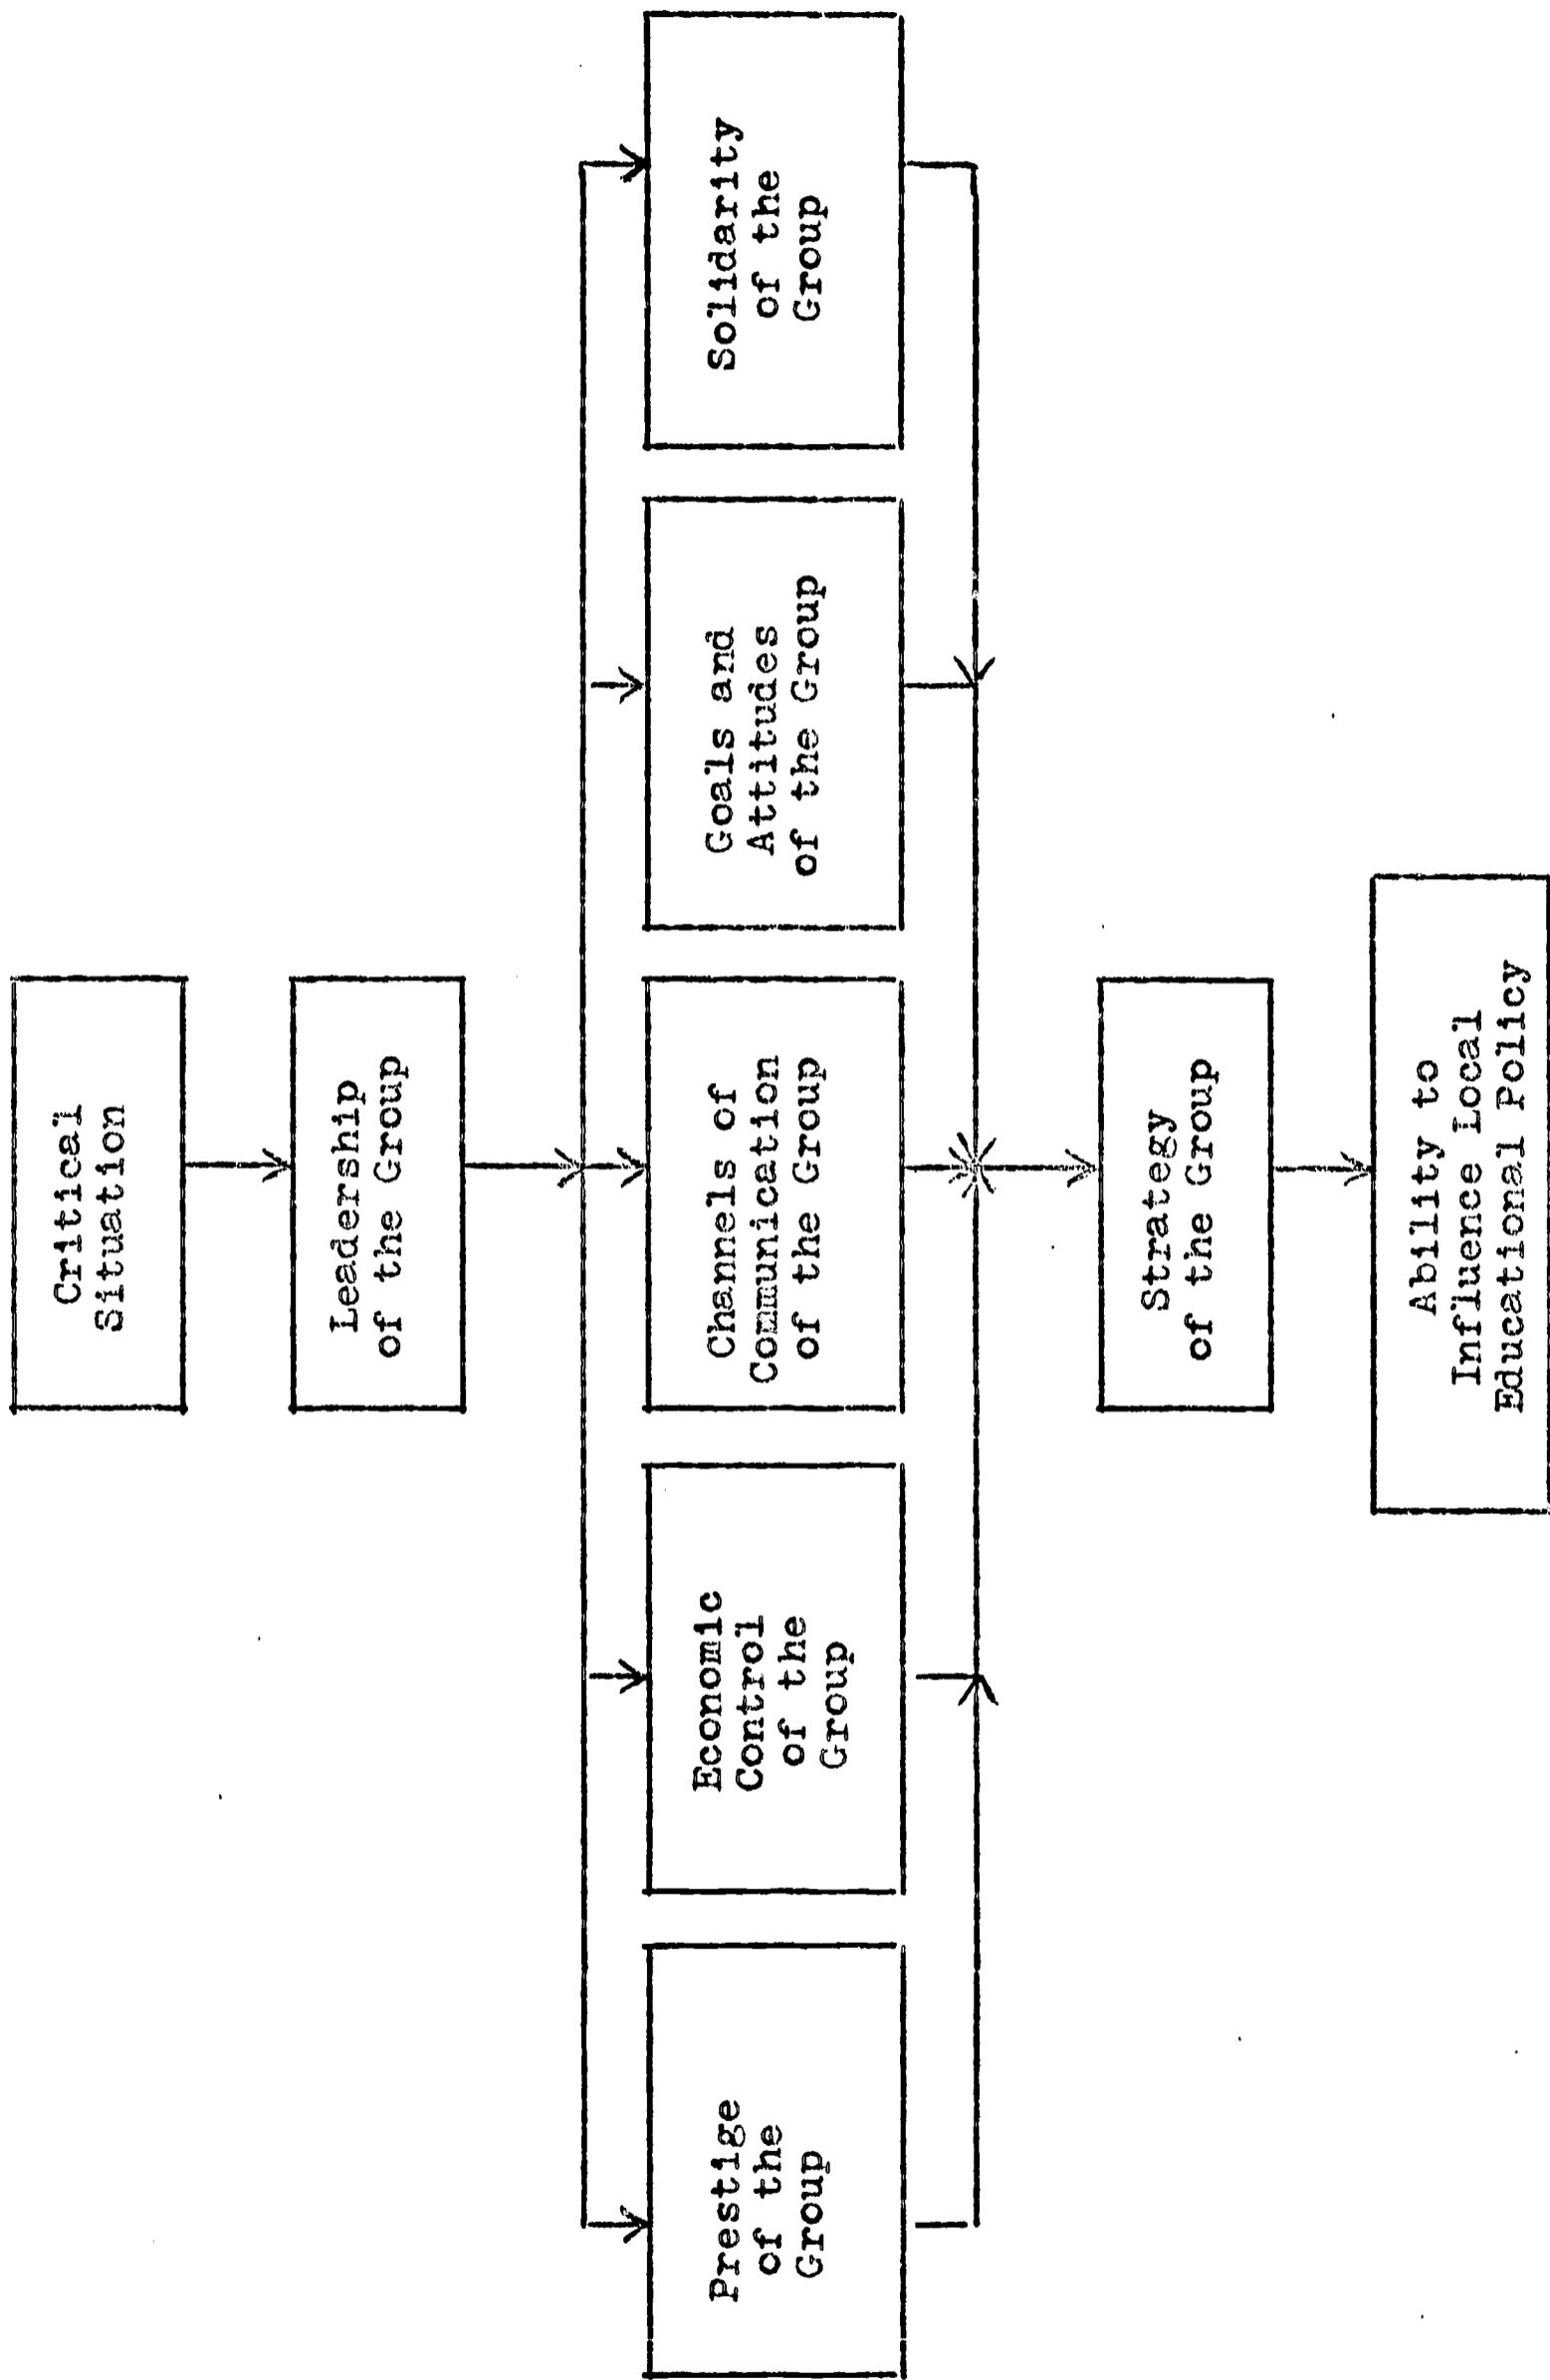 Critical
Situation
Leadership
of the Group
Prestige
of the
Group
Economic
Control
of the
Group
Channels of
Communication
of the Group
Goals and
Attitudes
of the Group
Solidarity
of the
Group
Strategy
of the Group
Ability to
Influence Local
Educational Policy